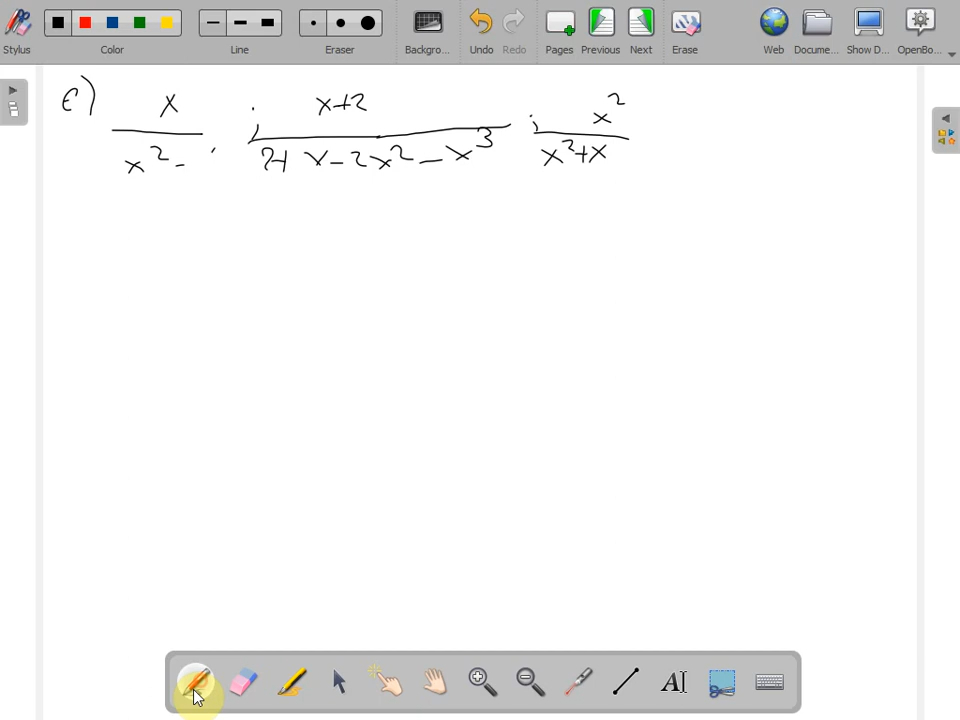 Stylus Color Line Eraser Backgro... Undo Redo Pages Previous Next Erase Web Docume... Show D... OpenBo...
e) x / x² - ; x+2 / 2+x-2x²-x³ ; x² / x²+x